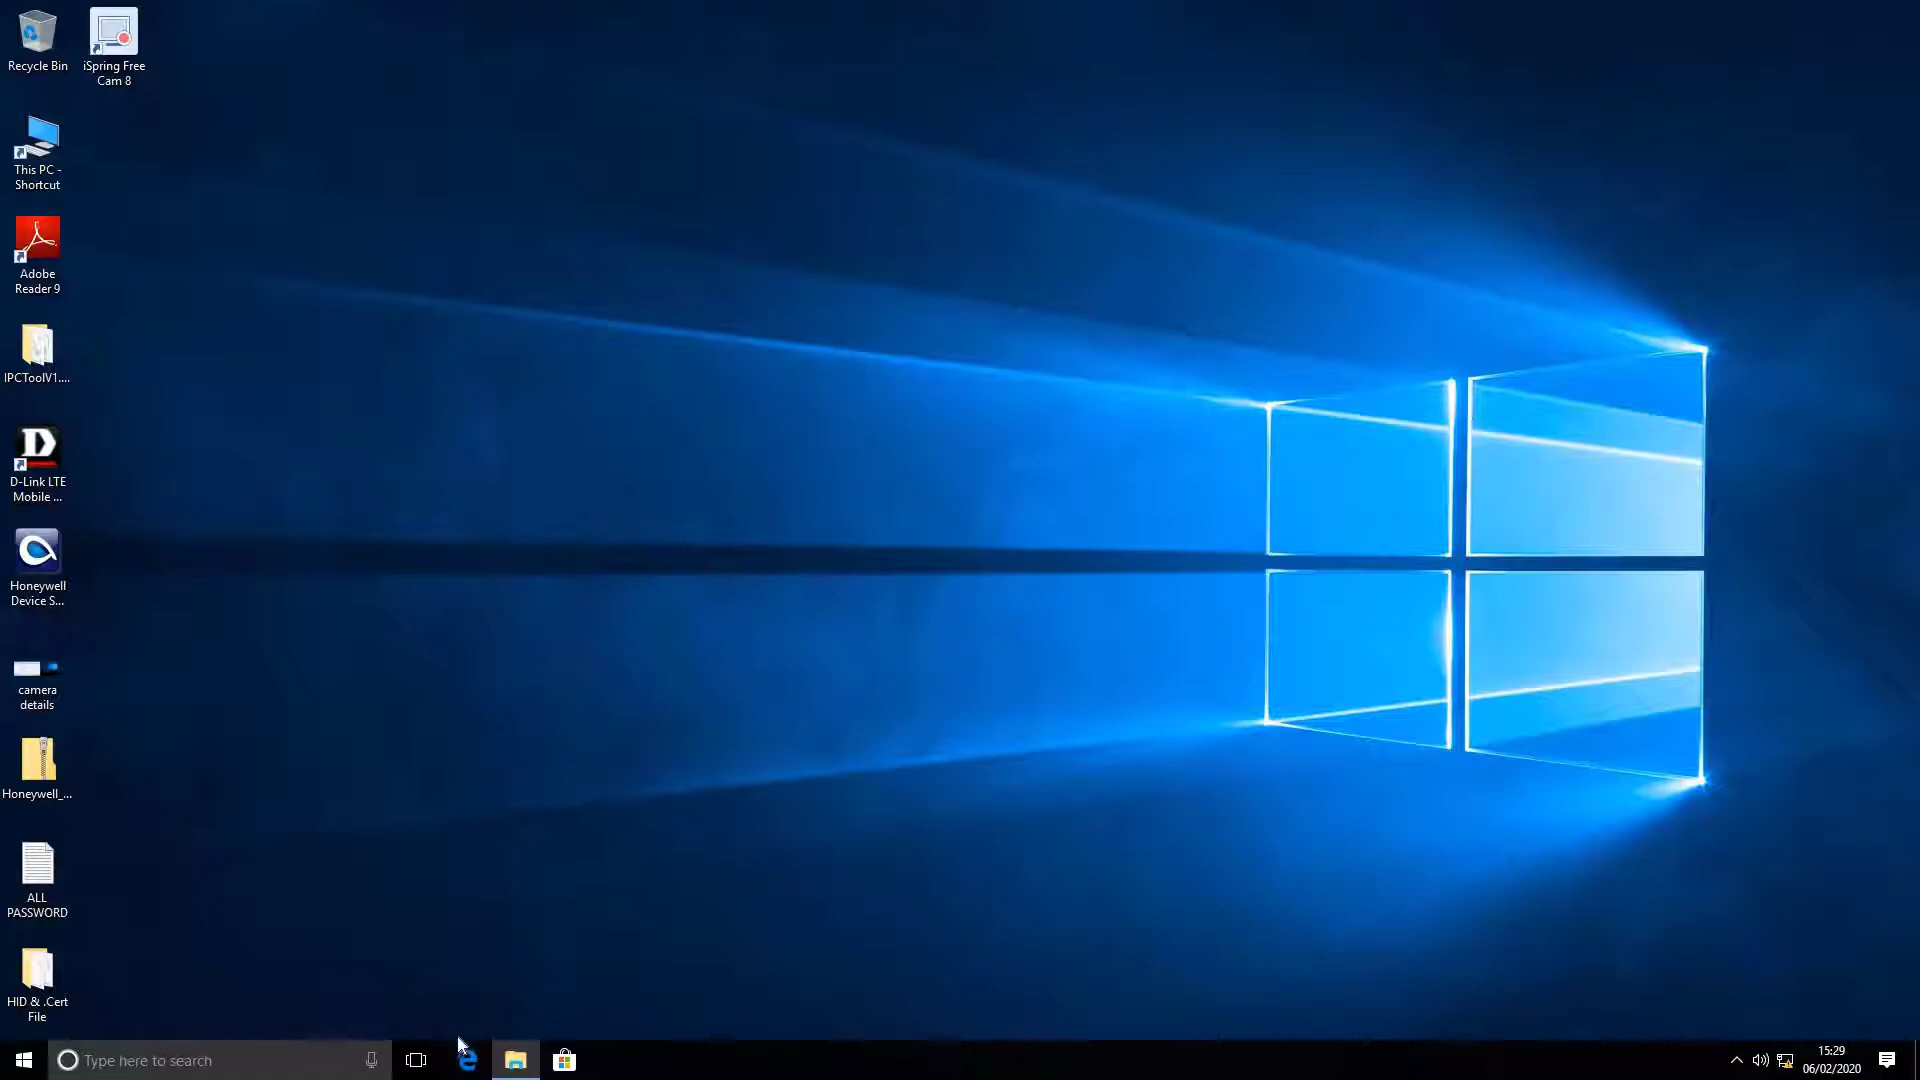 Recycle Bin
iSpring Free
Cam 8
This PC -
Shortcut
Adobe
Reader 9
IPCToolV1....
D-Link LTE
Mobile ...
Honeywell
Device S...
camera
details
Honeywell_...
ALL
PASSWORD
HID & .Cert
File
Type here to search
15:29
06/02/2020